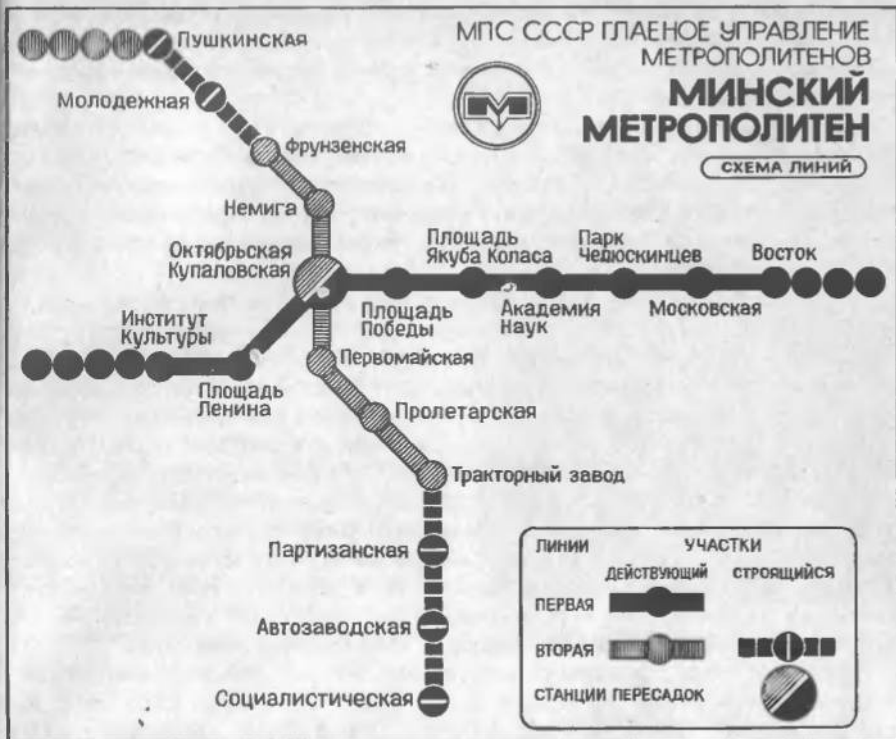 МПС СССР ГЛАЕНОЕ УПРАВЛЕНИЕ
МЕТРОПОЛИТЕНОВ
МИНСКИЙ
МЕТРОПОЛИТЕН
СХЕМА ЛИНИЙ
ПУШКИНСКАЯ
Молодежная
Фрунзенская
Немига
Октябрьская
Купаловская
Площадь
Якуба Коласа
Парк
Челюскинцев
Восток
Площадь
Победы
Академия
Наук
Московская
Институт
Культуры
Площадь
Ленина
Первомайская
Пролетарская
Тракторный завод
Партизанская
Автозаводская
Социалистическая
ЛИНИИ УЧАСТКИ
ДЕЙСТВУЮЩИЙ СТРОЯЩИЙСЯ
ПЕРВАЯ
ВТОРАЯ
СТАНЦИИ ПЕРЕСАДОК